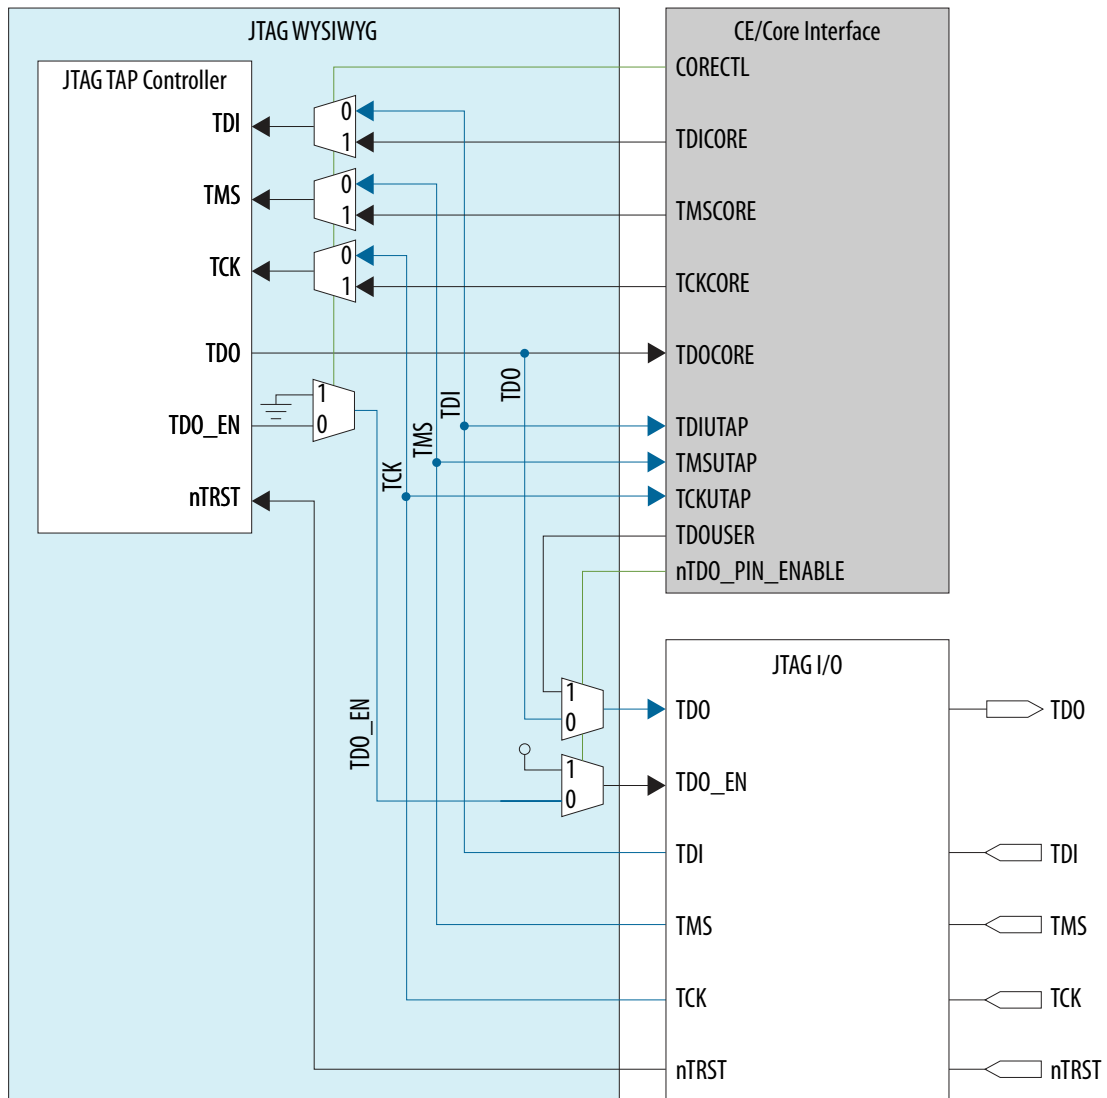 JTAG WYSIWYG
JTAG TAP Controller
TDI
TMS
TCK
TDO
TDO_EN
nTRST
0
1
0
1
0
1
1
0
TCK
TMS
TDI
TDO
TDO_EN
1
0
1
0
CE/Core Interface
CORECTL
TDICORE
TMSCORE
TCKCORE
TDOCORE
TDIUTAP
TMSUTAP
TCKUTAP
TDOUSER
nTDO_PIN_ENABLE
JTAG I/O
TDO
TDO_EN
TDI
TMS
TCK
nTRST
TDO
TDI
TMS
TCK
nTRST